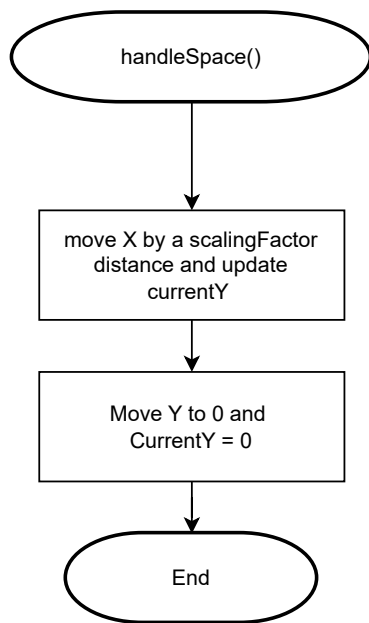 handleSpace()
move X by a scalingFactor
distance and update
currentY
Move Y to 0 and
CurrentY = 0
End